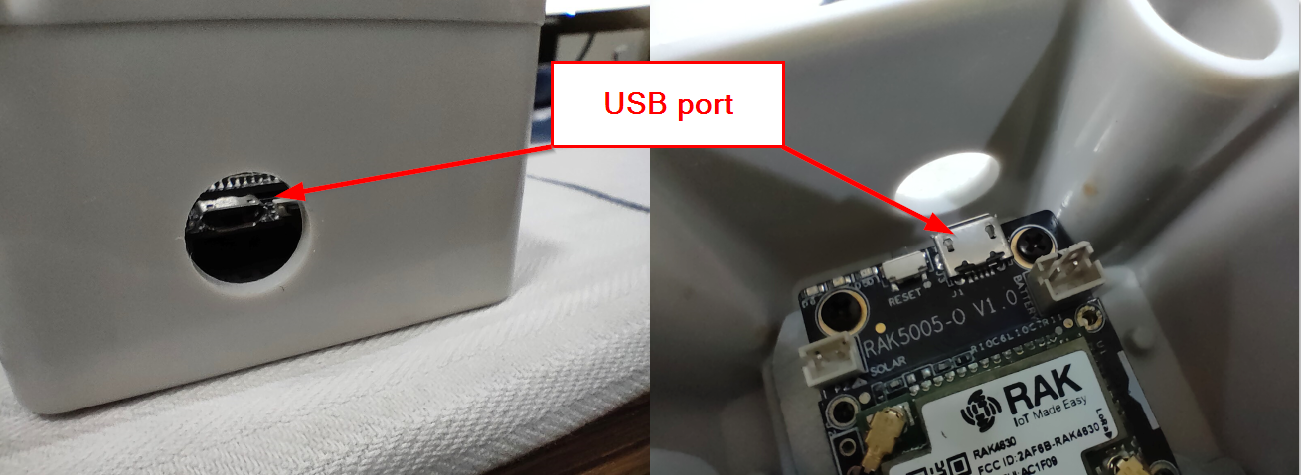 USB port
RESET
J1
BATTERY
RAK5005-O V1.0
SOLAR
RAK
IoT Made Easy
LoRa
RAK4630
FCC ID:2AF6B-RAK4630
AC1F09